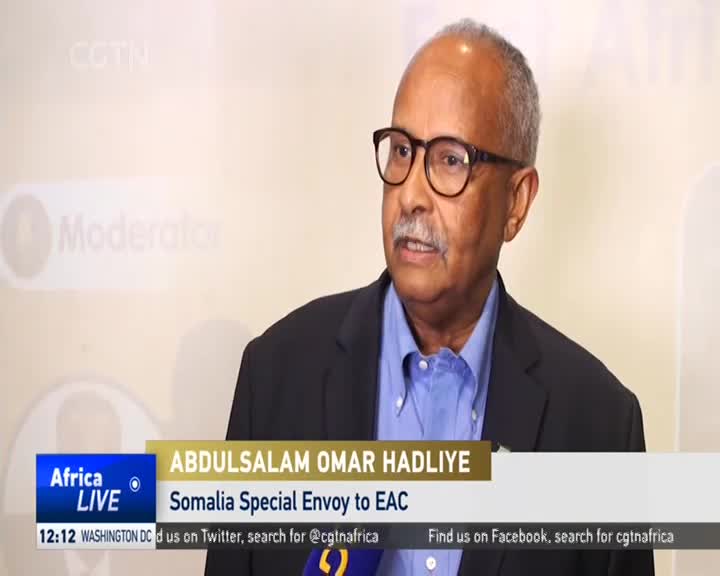 CGTN
Moderator
ABDULSALAM OMAR HADLIYE
Africa
LIVE
Somalia Special Envoy to EAC
12:12 WASHINGTON DC d us on Twitter, search for @cgtnafrica Find us on Facebook, search for cgtnafrica